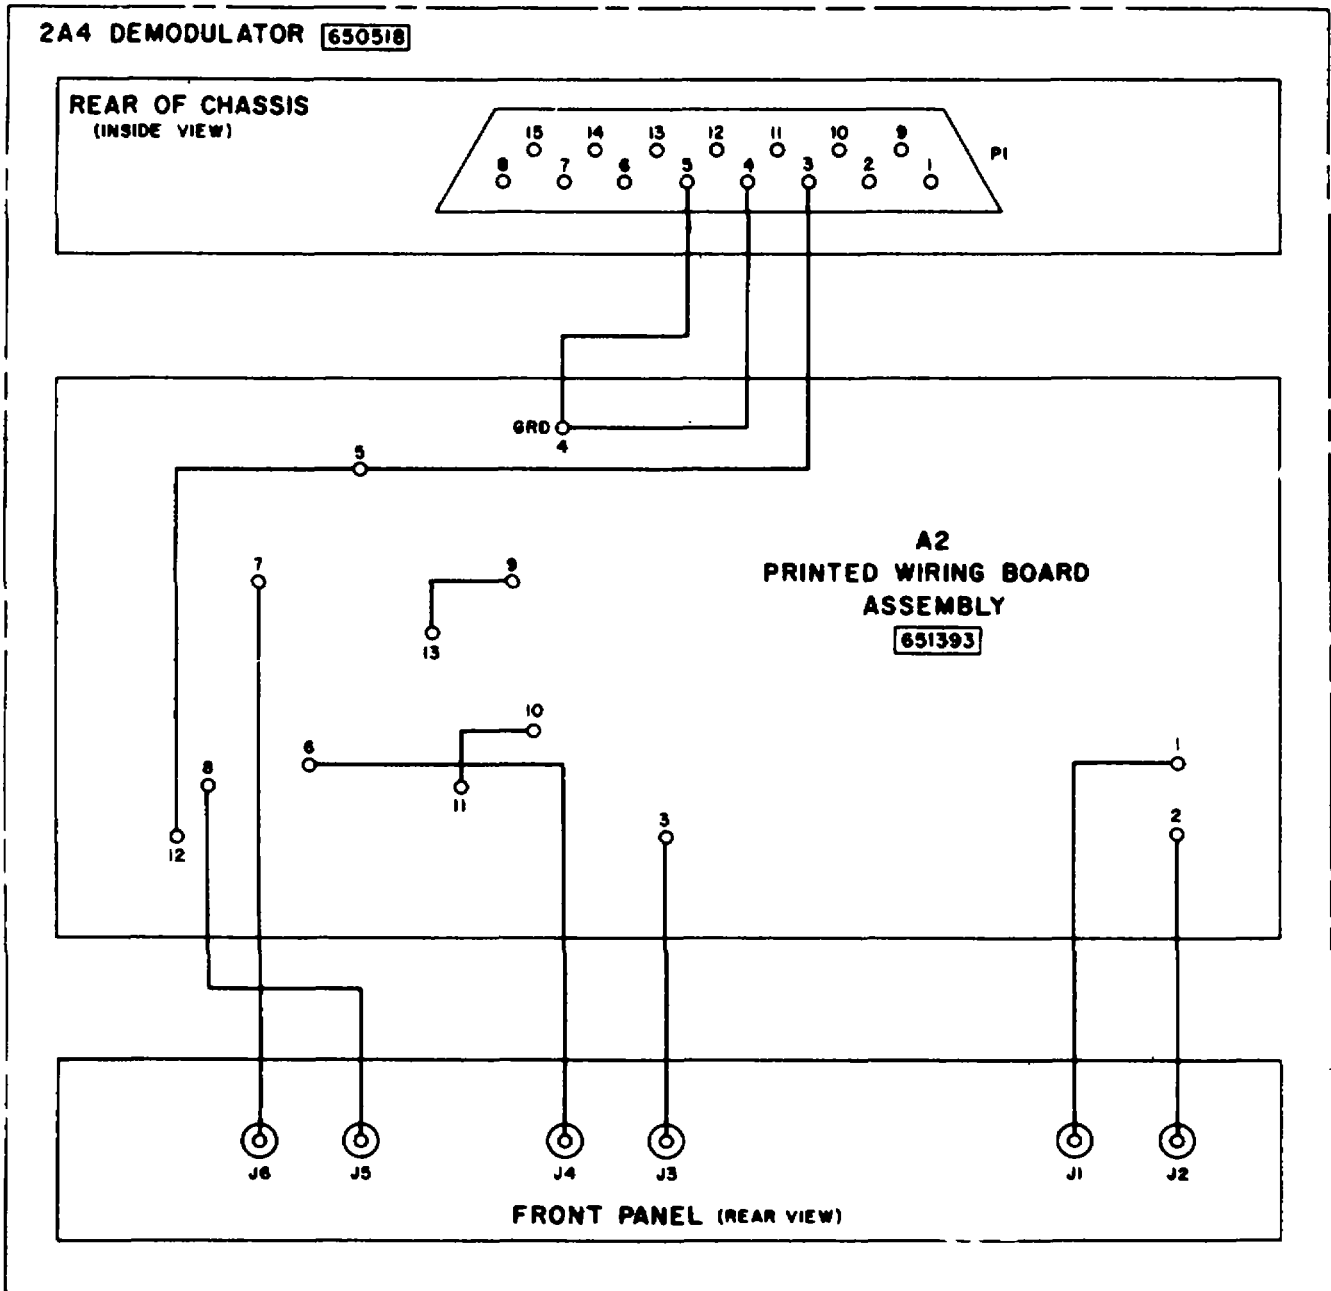 2A4 DEMODULATOR 650518
REAR OF CHASSIS
(INSIDE VIEW)
15 14 13 12 11 10 9
P1
8 7 6 5 4 3 2 1
GRD
4
5
A2
PRINTED WIRING BOARD
ASSEMBLY
651393
7
9
13
10
6
8
11
1
3
2
12
J6 J5 J4 J3 J1 J2
FRONT PANEL (REAR VIEW)